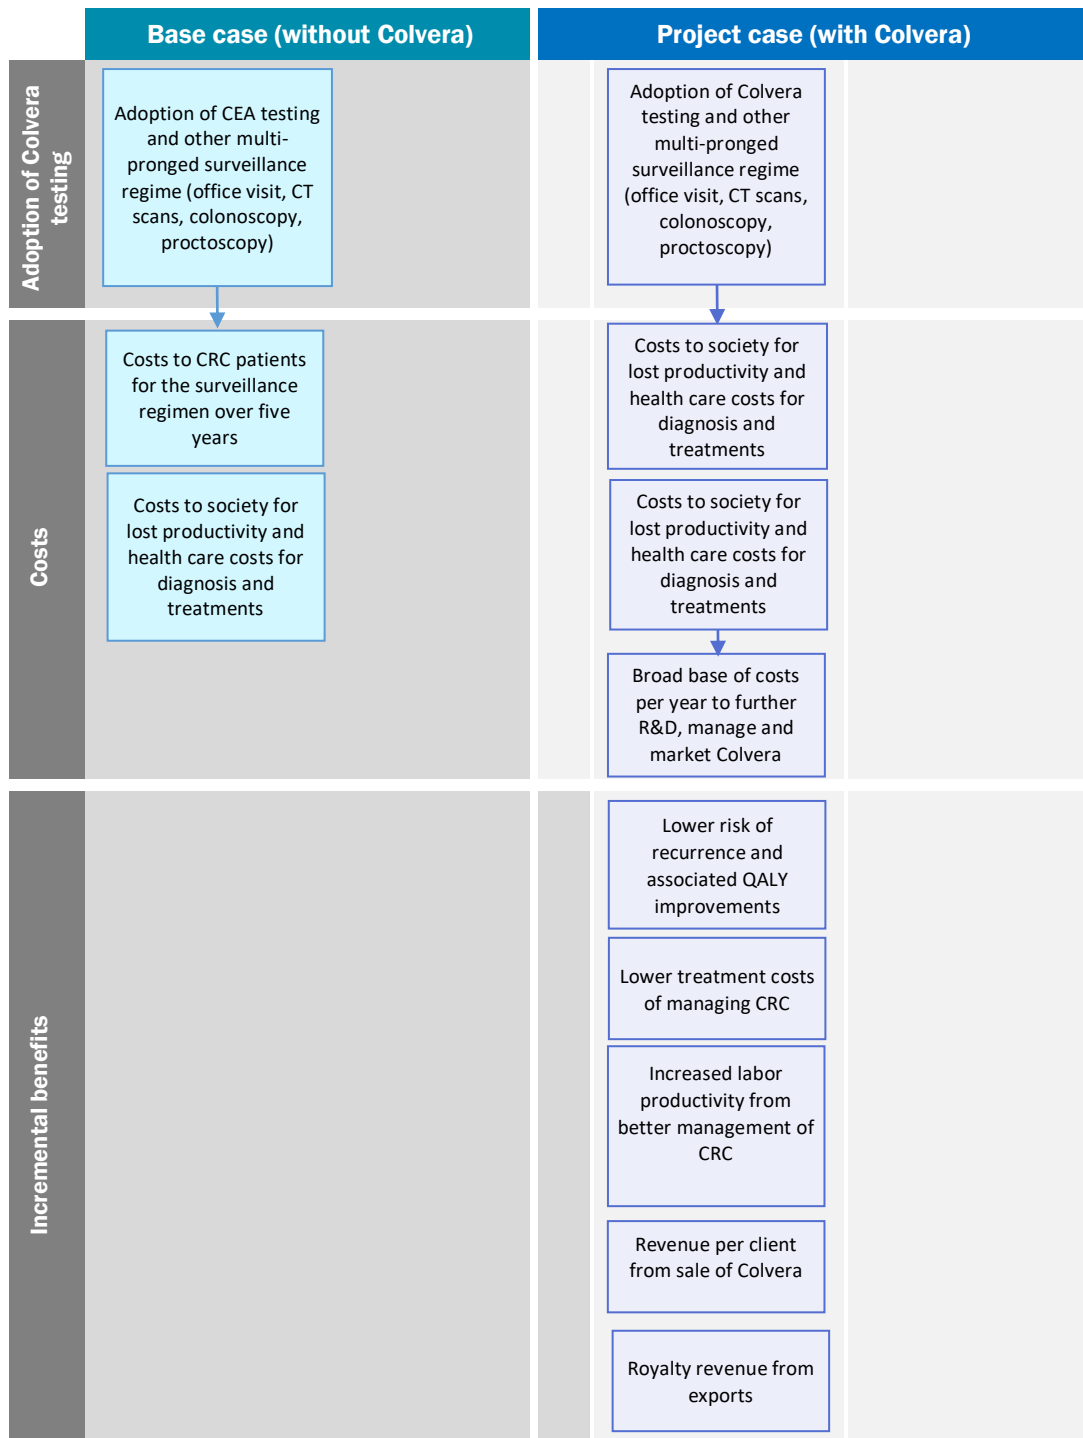 Base case (without Colvera)
Project case (with Colvera)
Adoption of Colvera
testing
Adoption of CEA testing
and other multi-
pronged surveillance
regime (office visit, CT
scans, colonoscopy,
proctoscopy)
Adoption of Colvera
testing and other
multi-pronged
surveillance regime
(office visit, CT scans,
colonoscopy,
proctoscopy)
Costs
Costs to CRC patients
for the surveillance
regimen over five
years
Costs to society for
lost productivity and
health care costs for
diagnosis and
treatments
Costs to society for
lost productivity and
health care costs for
diagnosis and
treatments
Costs to society for
lost productivity and
health care costs for
diagnosis and
treatments
Broad base of costs
per year to further
R&D, manage and
market Colvera
Incremental benefits
Lower risk of
recurrence and
associated QALY
improvements
Lower treatment costs
of managing CRC
Increased labor
productivity from
better management of
CRC
Revenue per client
from sale of Colvera
Royalty revenue from
exports